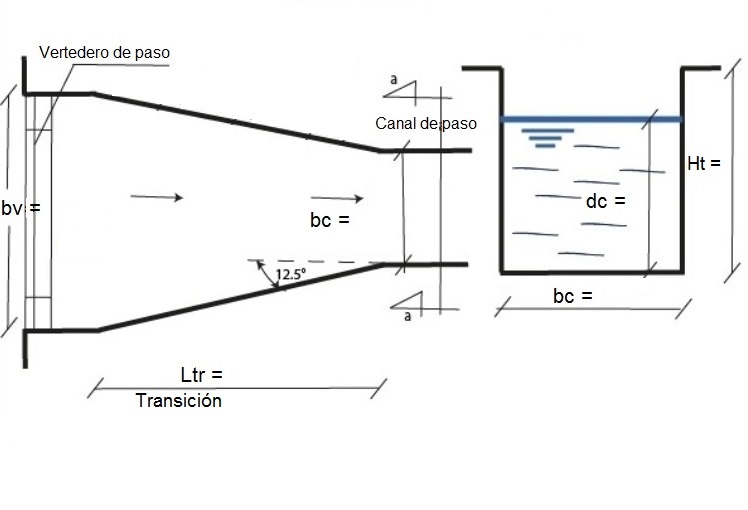 Vertedero de paso
a
Canal de paso
bv =
bc =
12.5°
a
Ltr =
Transición
Ht =
dc =
bc =